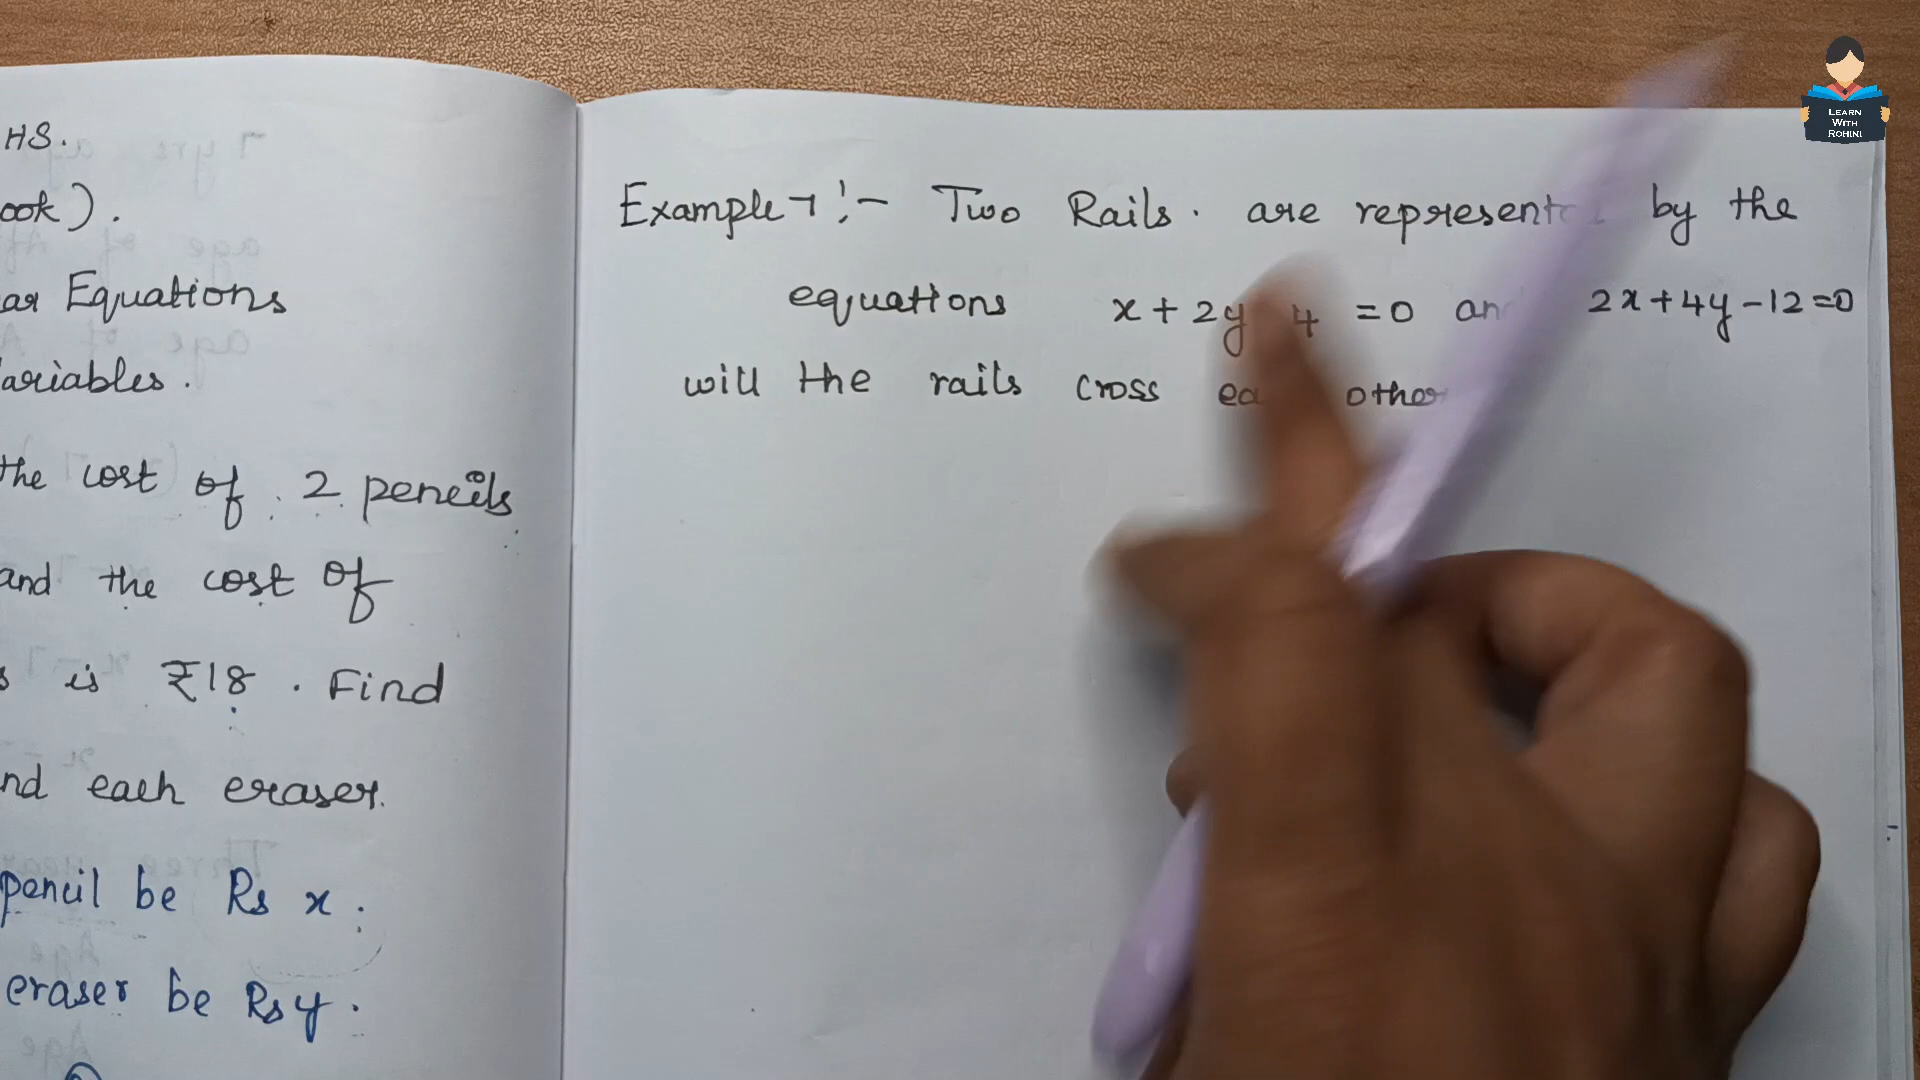 HS.
ook).
ar Equations
ariables.
the cost of 2 pencils
and the cost of
s is ₹18. Find
nd each eraser.
pencil be Rs x.
eraser be Rs y.
Example-1:- Two Rails. are by the
equations x + 2y 4 = 0 2x+4y-12=0
will the rails cross other
LEARN
WITH
ROHINI